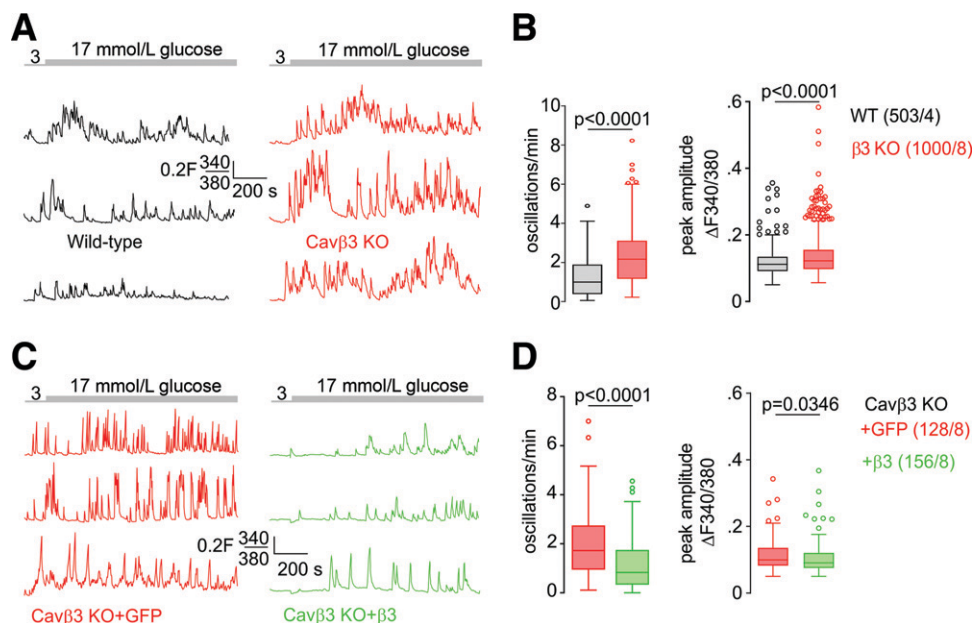 A
3 17 mmol/L glucose
3 17 mmol/L glucose
0.2F 340
380
200 s
Wild-type
Cavβ3 KO
B
oscillations/min
10
8
6
4
2
0
p<0.0001
peak amplitude
ΔF340/380
.6
.4
.2
0
p<0.0001
WT (503/4)
β3 KO (1000/8)
C
3 17 mmol/L glucose
3 17 mmol/L glucose
0.2F 340
380
200 s
Cavβ3 KO+GFP
Cavβ3 KO+β3
D
oscillations/min
8
6
4
2
0
p<0.0001
peak amplitude
ΔF340/380
.6
.4
.2
0
p=0.0346
Cavβ3 KO
+GFP (128/8)
+β3 (156/8)